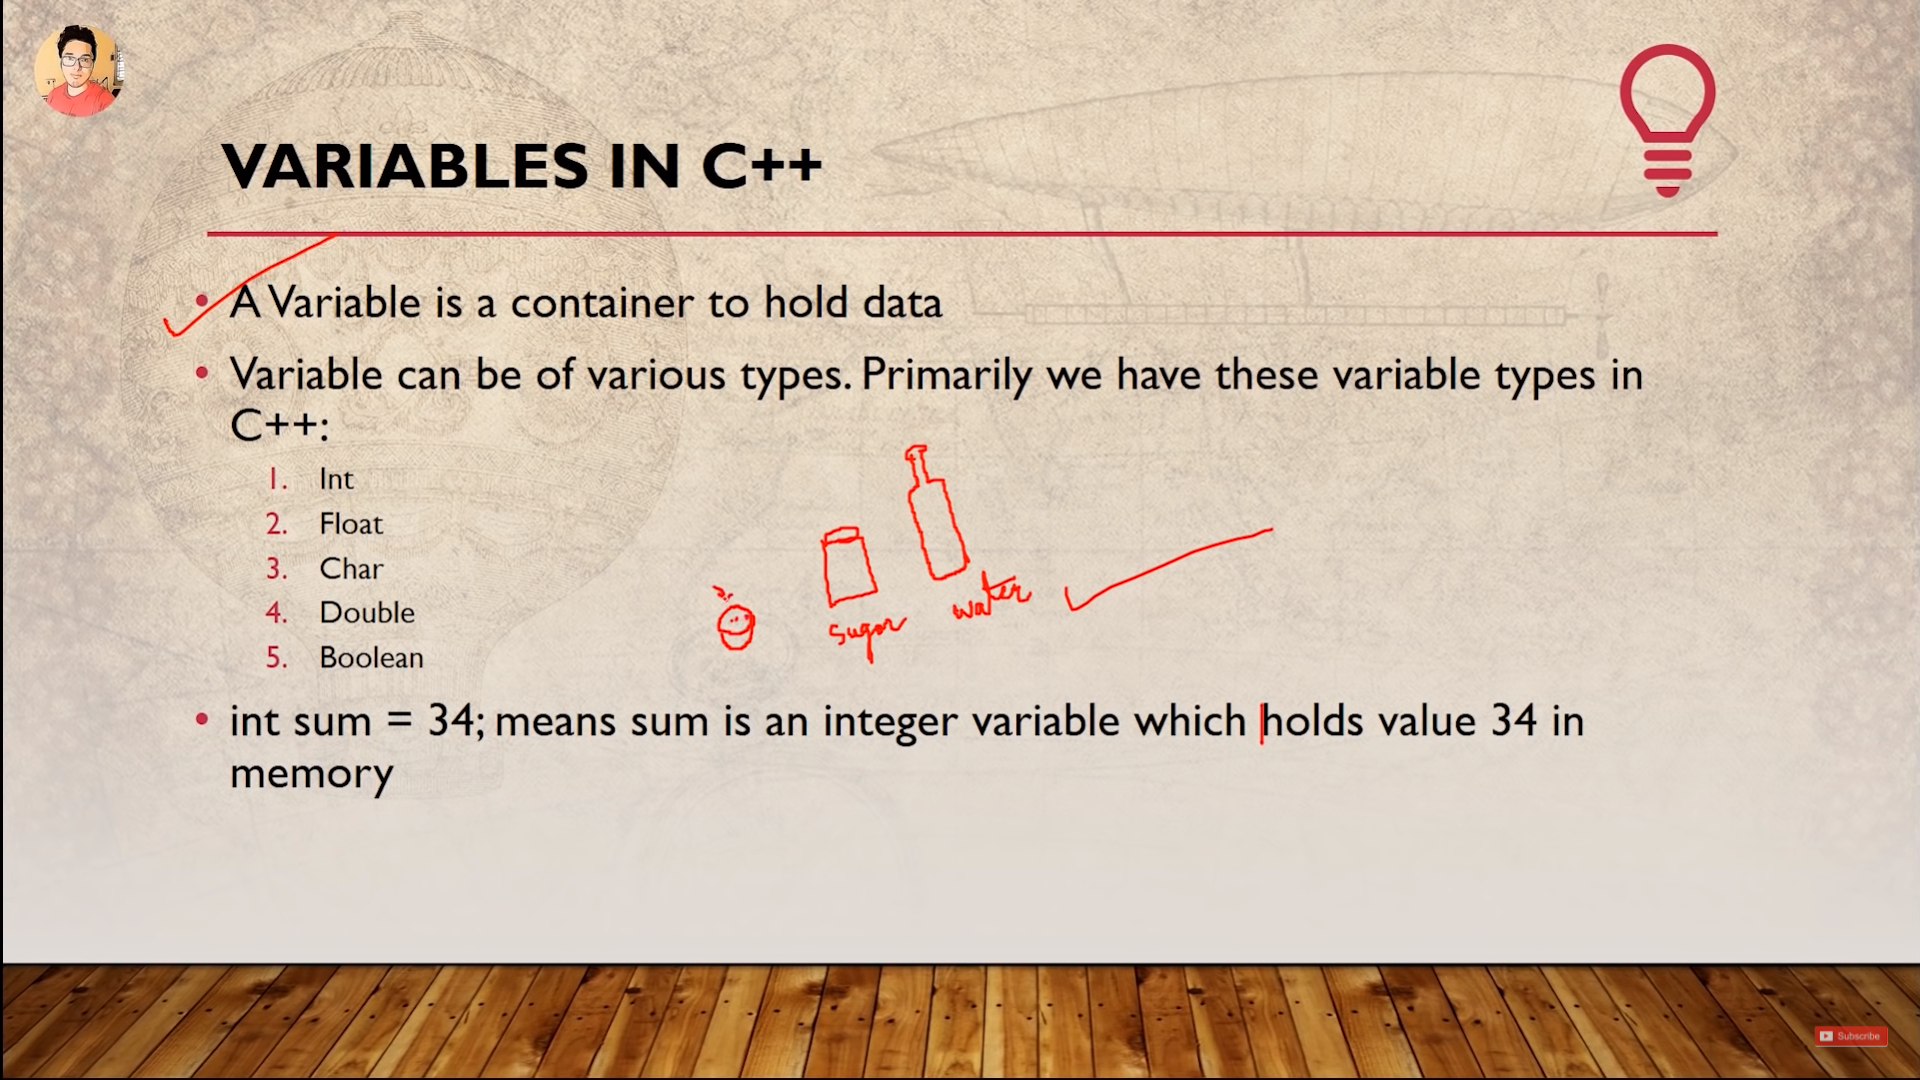 VARIABLES IN C++
• A Variable is a container to hold data
• Variable can be of various types. Primarily we have these variable types in
C++:
1. Int
2. Float
3. Char
4. Double
5. Boolean
sugar
water
• int sum = 34; means sum is an integer variable which holds value 34 in
memory
Subscribe